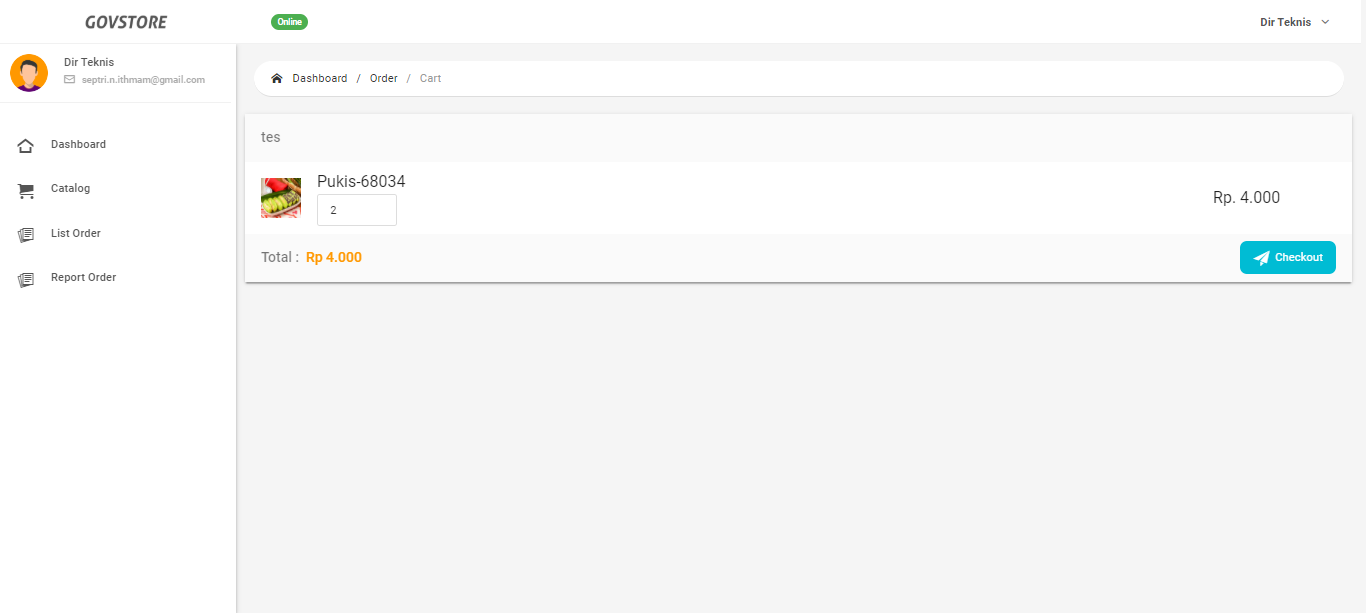 GOVSTORE
Online
Dir Teknis
Dir Teknis
septri.n.ithmam@gmail.com
Dashboard / Order / Cart
Dashboard
Catalog
List Order
Report Order
tes
Pukis-68034
2
Rp. 4.000
Total : Rp 4.000
Checkout